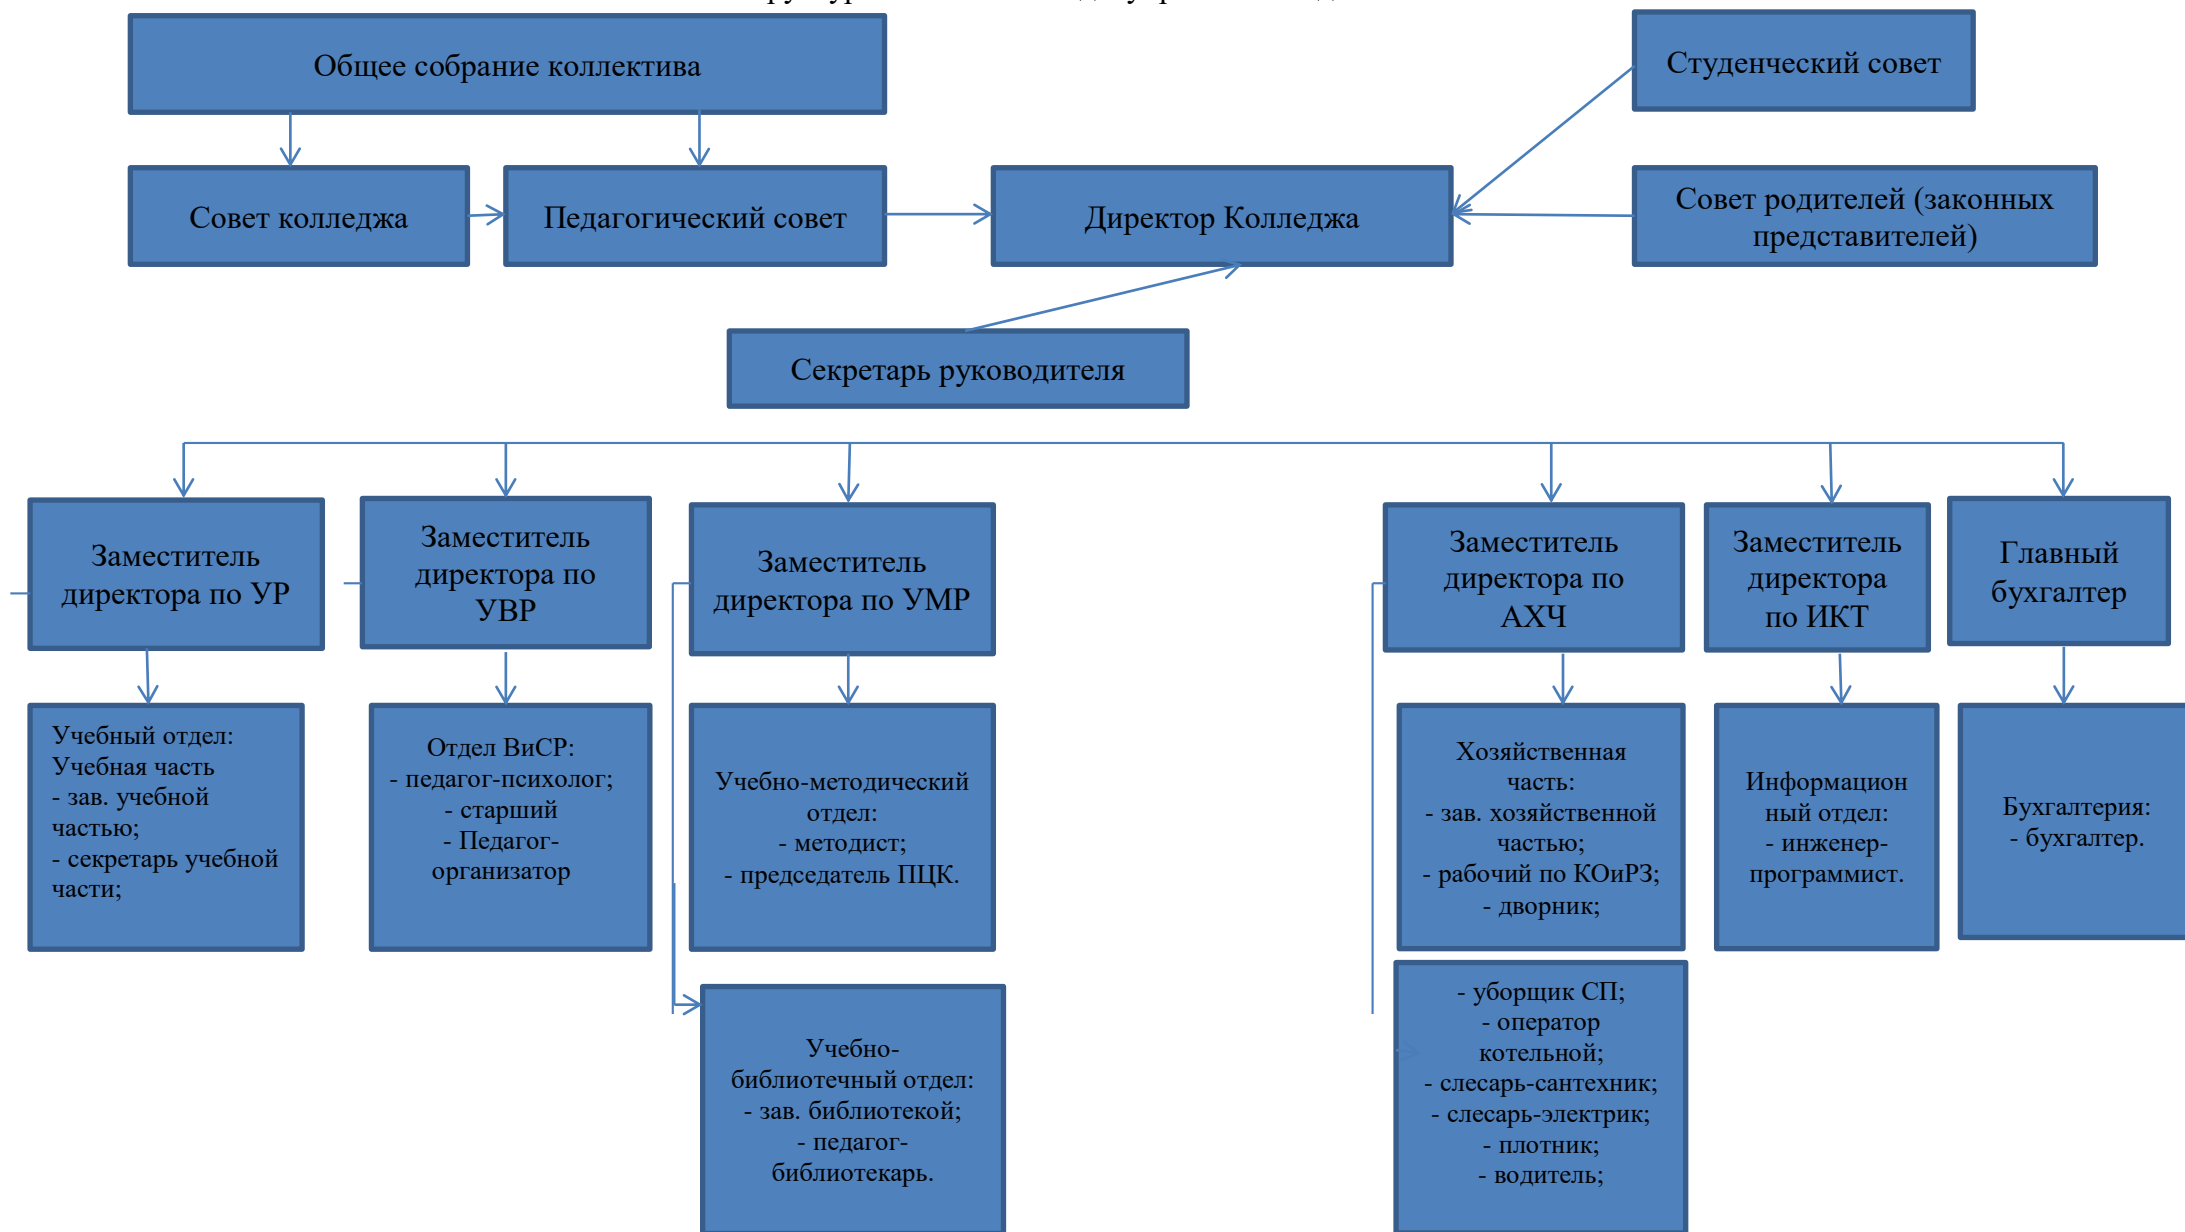 Общее собрание коллектива
Студенческий совет
Совет колледжа
Педагогический совет
Директор Колледжа
Совет родителей (законных
представителей)
Секретарь руководителя
Заместитель
директора по УР
Заместитель
директора по
УВР
Заместитель
директора по УМР
Заместитель
директора по
АХЧ
Заместитель
директора
по ИКТ
Главный
бухгалтер
Учебный отдел:
Учебная часть
- зав. учебной
частью;
- секретарь учебной
части;
Отдел ВиСР:
- педагог-психолог;
- старший
- Педагог-
организатор
Учебно-методический
отдел:
- методист;
- председатель ПЦК.
Хозяйственная
часть:
- зав. хозяйственной
частью;
- рабочий по КОиРЗ;
- дворник;
Информацион
ный отдел:
- инженер-
программист.
Бухгалтерия:
- бухгалтер.
Учебно-
библиотечный отдел:
- зав. библиотекой;
- педагог-
библиотекарь.
- уборщик СП;
- оператор
котельной;
- слесарь-сантехник;
- слесарь-электрик;
- плотник;
- водитель;